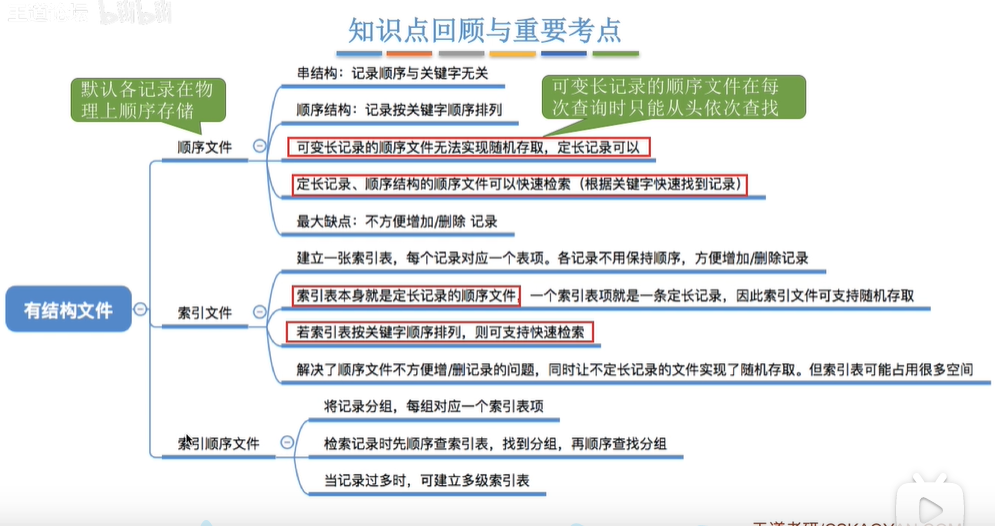 知识点回顾与重要考点
默认各记录在物
理上顺序存储
可变长记录的顺序文件在每
次查询时只能从头依次查找
有结构文件
顺序文件
串结构：记录顺序与关键字无关
顺序结构：记录按关键字顺序排列
可变长记录的顺序文件无法实现随机存取，定长记录可以
定长记录、顺序结构的顺序文件可以快速检索（根据关键字快速找到记录）
最大缺点：不方便增加/删除 记录
索引文件
建立一张索引表，每个记录对应一个表项。各记录不用保持顺序，方便增加/删除记录
索引表本身就是定长记录的顺序文件，一个索引表项就是一条定长记录，因此索引文件可支持随机存取
若索引表按关键字顺序排列，则可支持快速检索
解决了顺序文件不方便增/删记录的问题，同时让不定长记录的文件实现了随机存取。但索引表可能占用很多空间
索引顺序文件
将记录分组，每组对应一个索引表项
检索记录时先顺序查索引表，找到分组，再顺序查找分组
当记录过多时，可建立多级索引表